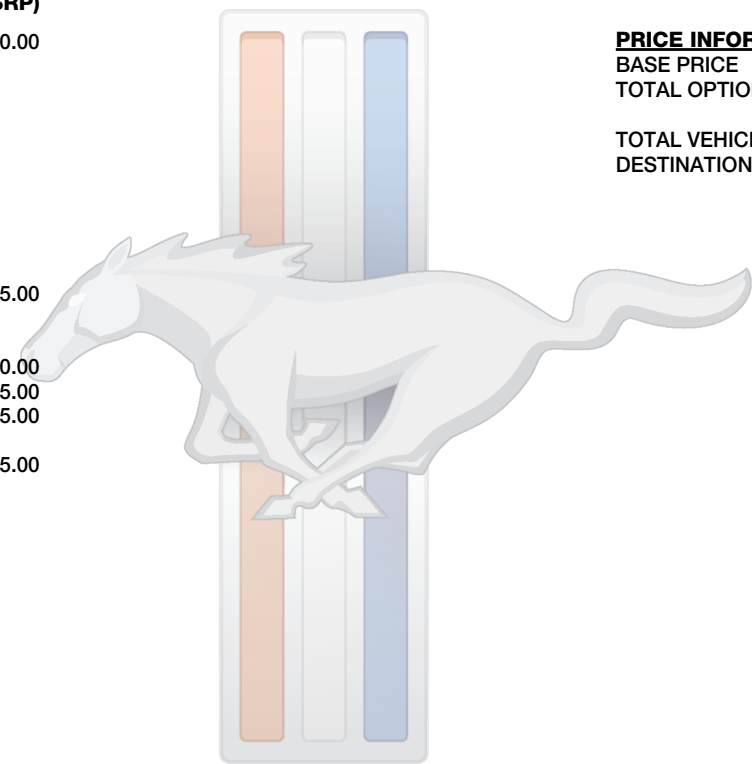 SRP)
0.00
5.00
0.00
5.00
5.00
5.00
PRICE INFOR
BASE PRICE
TOTAL OPTIO
TOTAL VEHICL
DESTINATION